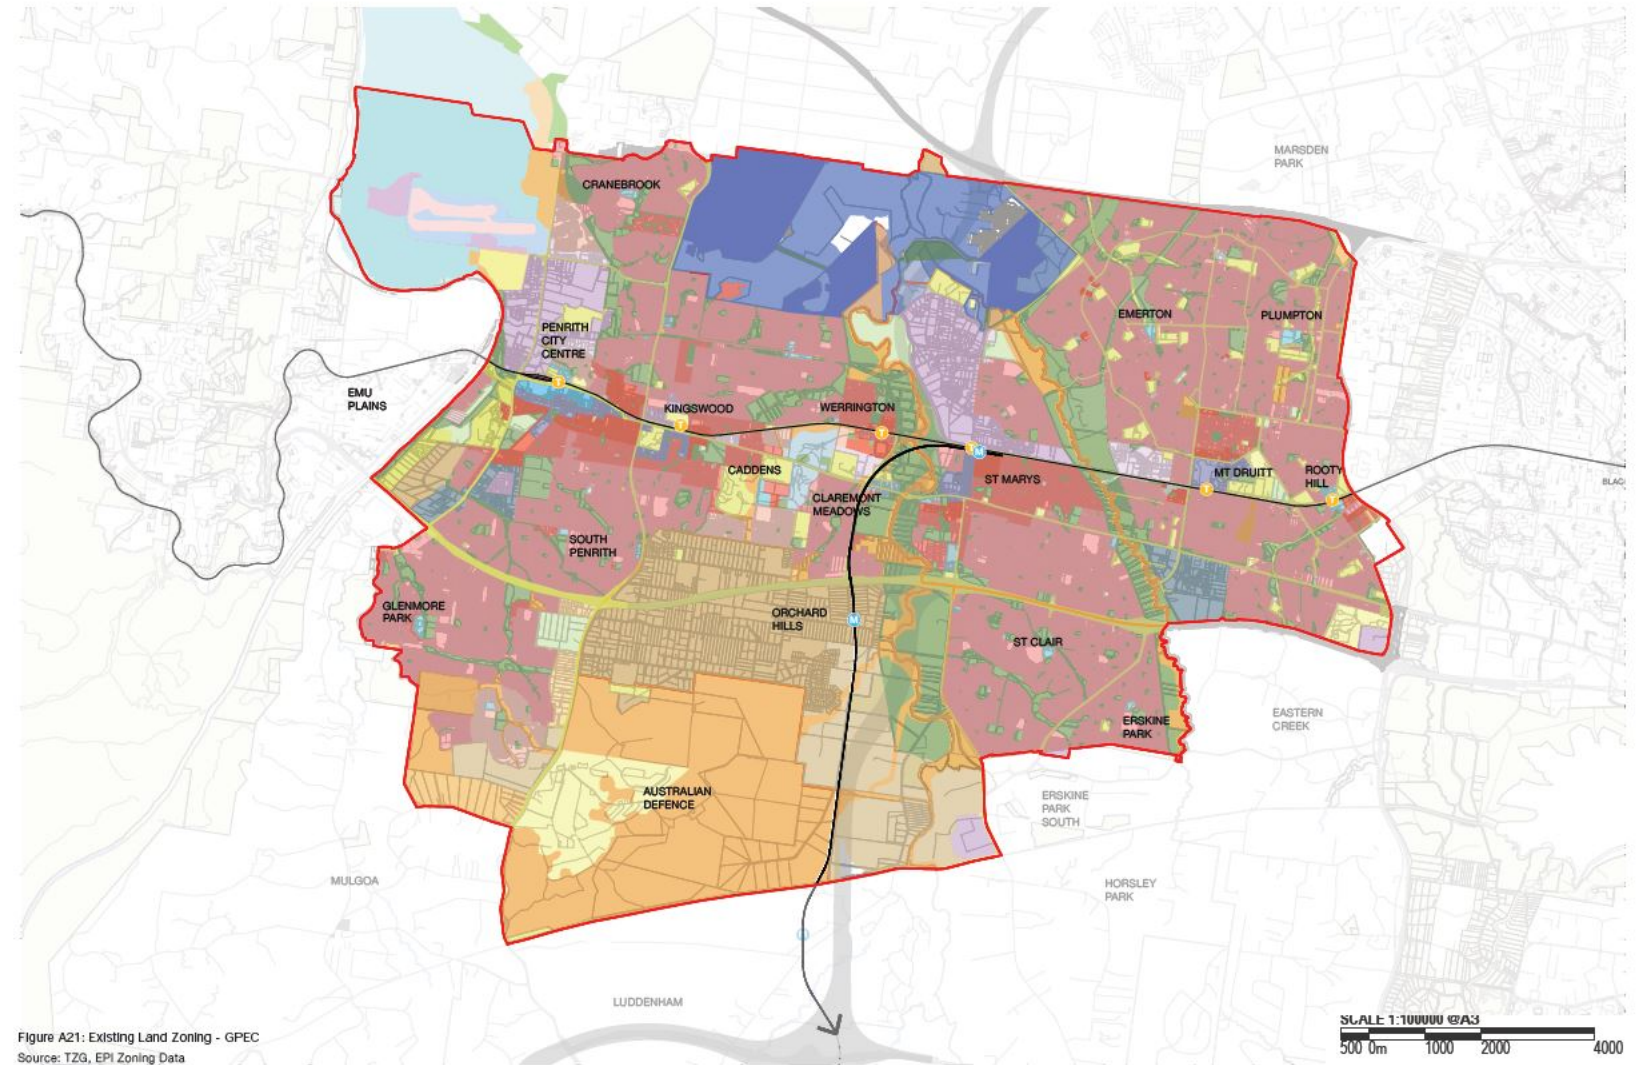 MARSDEN
PARK
CRANEBROOK
EMERTON
PLUMPTON
PENRITH
CITY
CENTRE
EMU
PLAINS
T
KINGSWOOD
T
WERRINGTON
T
T
M
CADDENS
CLAREMONT
MEADOWS
ST MARYS
MT DRUITT
T
ROOTY
HILL
T
BLAC
SOUTH
PENRITH
GLENMORE
PARK
ORCHARD
HILLS
M
ST CLAIR
ERSKINE
PARK
EASTERN
CREEK
AUSTRALIAN
DEFENCE
ERSKINE
PARK
SOUTH
MULGOA
HORSLEY
PARK
LUDDENHAM
Figure A21: Existing Land Zoning - GPEC
Source: TZG, EPI Zoning Data
SCALE 1:100000 @A3
500 0m 1000 2000 4000